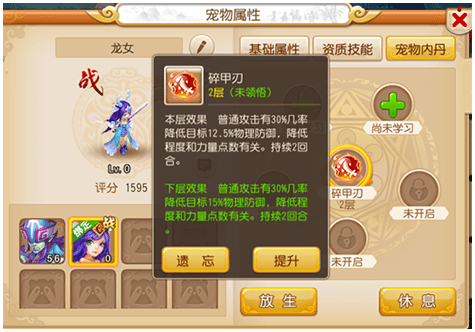 宠物属性
龙女
基础属性
资质技能
宠物内丹
战
Lv.0
评分 1595
碎甲刃
2层（未领悟）
本层效果 普通攻击有30%几率
降低目标12.5%物理防御，降低
程度和力量点数有关。持续2回
合。
下层效果 普通攻击有30%几率
降低目标15%物理防御，降低
程度和力量点数有关。持续2回合
。
遗忘
提升
尚未学习
碎甲刃
2层
未开启
未开启
56
绑定
战
0
放生
休息